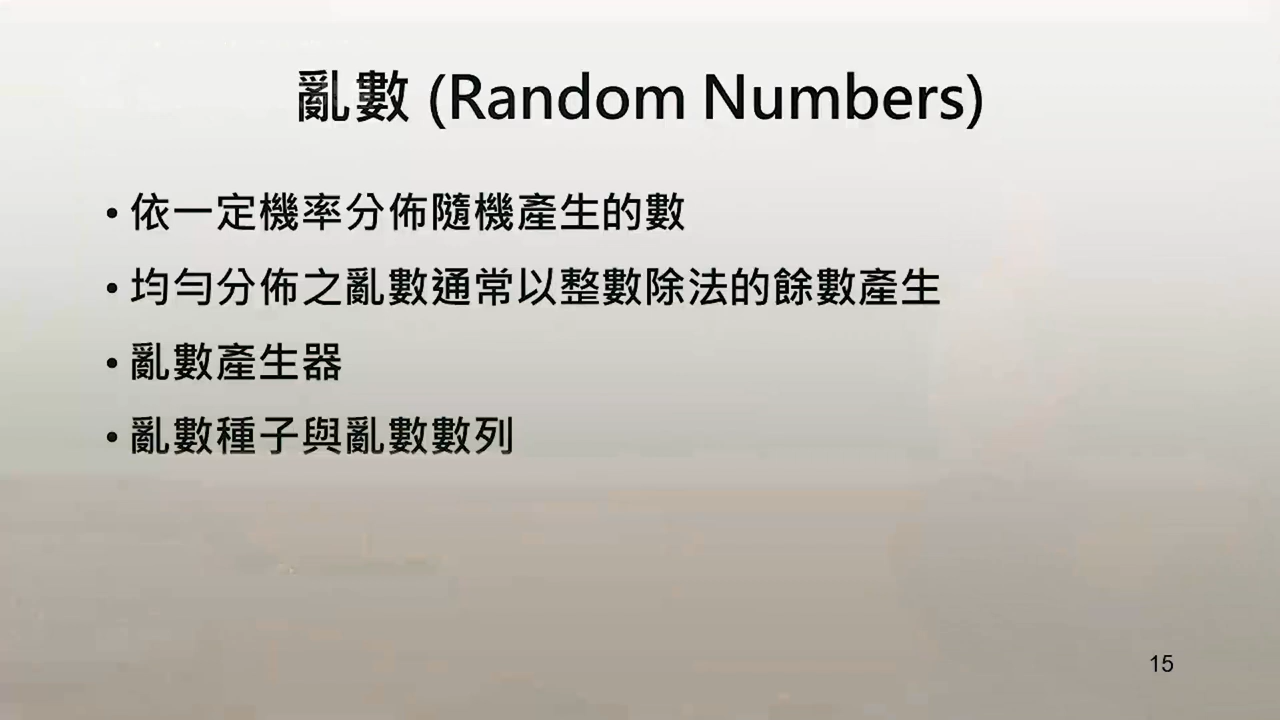 亂數 (Random Numbers)
• 依一定機率分佈隨機產生的數
• 均勻分佈之亂數通常以整數除法的餘數產生
• 亂數產生器
• 亂數種子與亂數數列
15